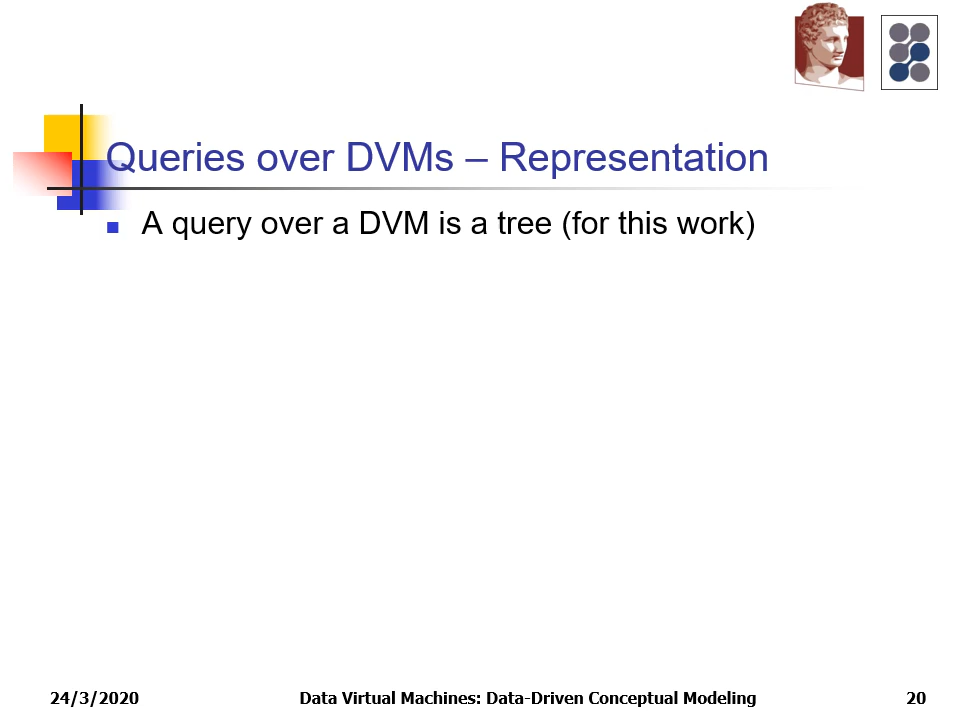 Queries over DVMs – Representation
A query over a DVM is a tree (for this work)
24/3/2020 Data Virtual Machines: Data-Driven Conceptual Modeling 20